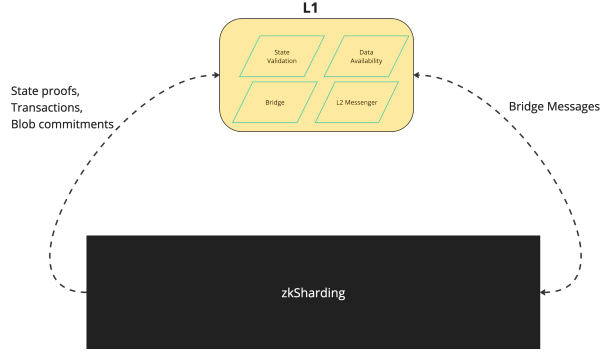 L1
State
Validation
Data
Availability
Bridge
L2 Messenger
State proofs,
Transactions,
Blob commitments
Bridge Messages
zkSharding